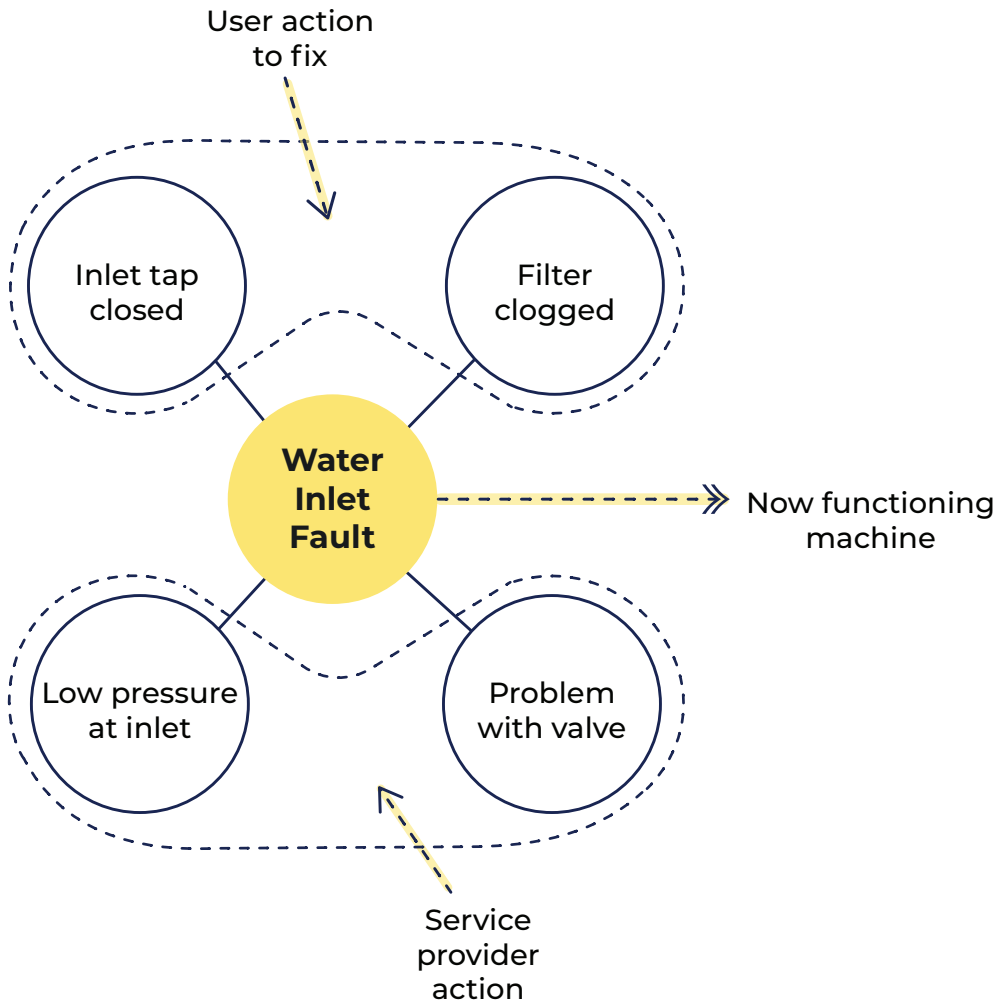 User action
to fix
Inlet tap
closed
Filter
clogged
Water
Inlet
Fault
Now functioning
machine
Low pressure
at inlet
Problem
with valve
Service
provider
action